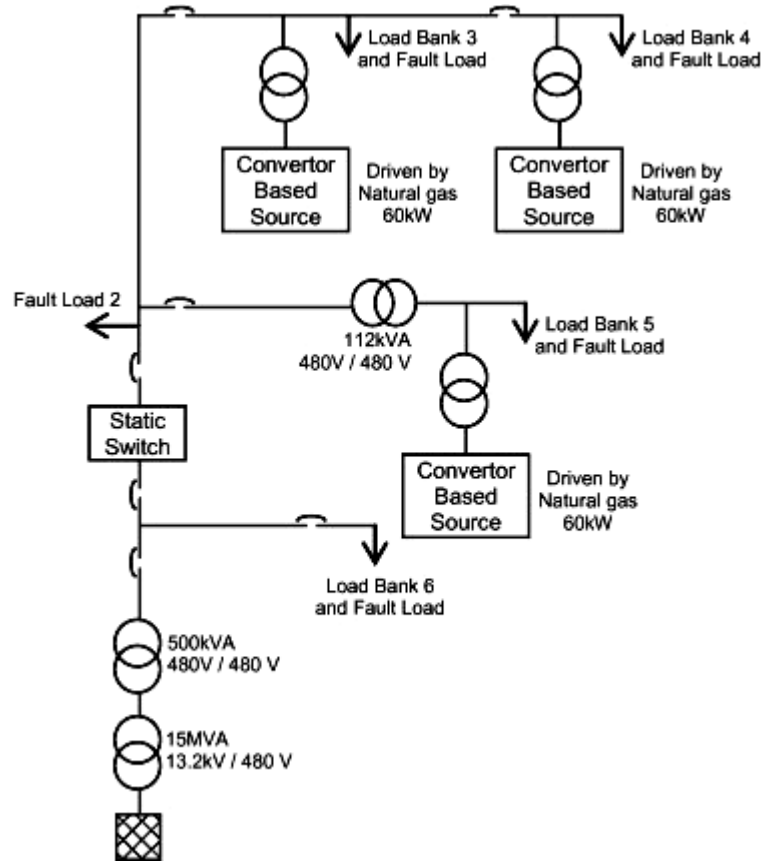 Load Bank 3
and Fault Load
Load Bank 4
and Fault Load
Convertor
Based
Source
Driven by
Natural gas
60kW
Convertor
Based
Source
Driven by
Natural gas
60kW
Fault Load 2
112kVA
480V / 480 V
Load Bank 5
and Fault Load
Static
Switch
Convertor
Based
Source
Driven by
Natural gas
60kW
Load Bank 6
and Fault Load
500kVA
480V / 480 V
15MVA
13.2kV / 480 V